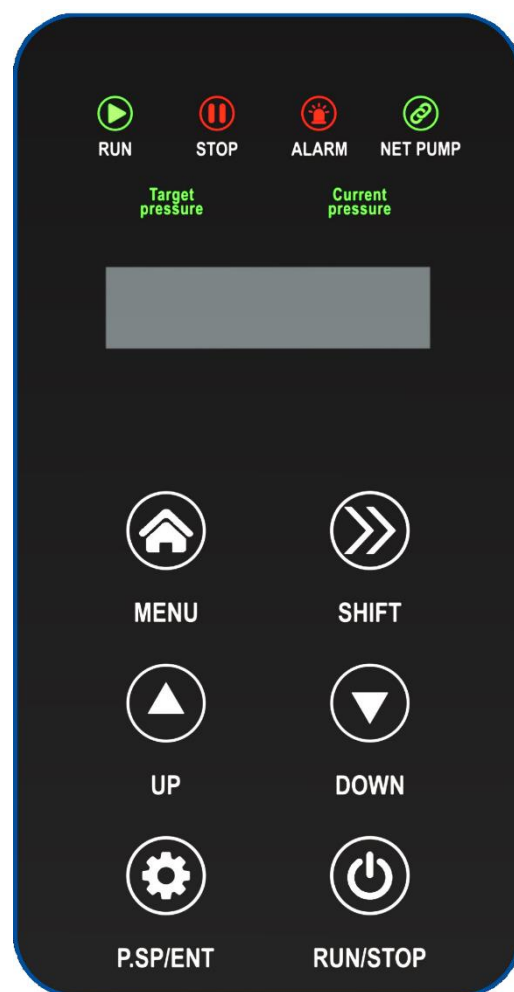 RUN STOP ALARM NET PUMP
Target Current
pressure pressure
MENU SHIFT
UP DOWN
P.SP/ENT RUN/STOP